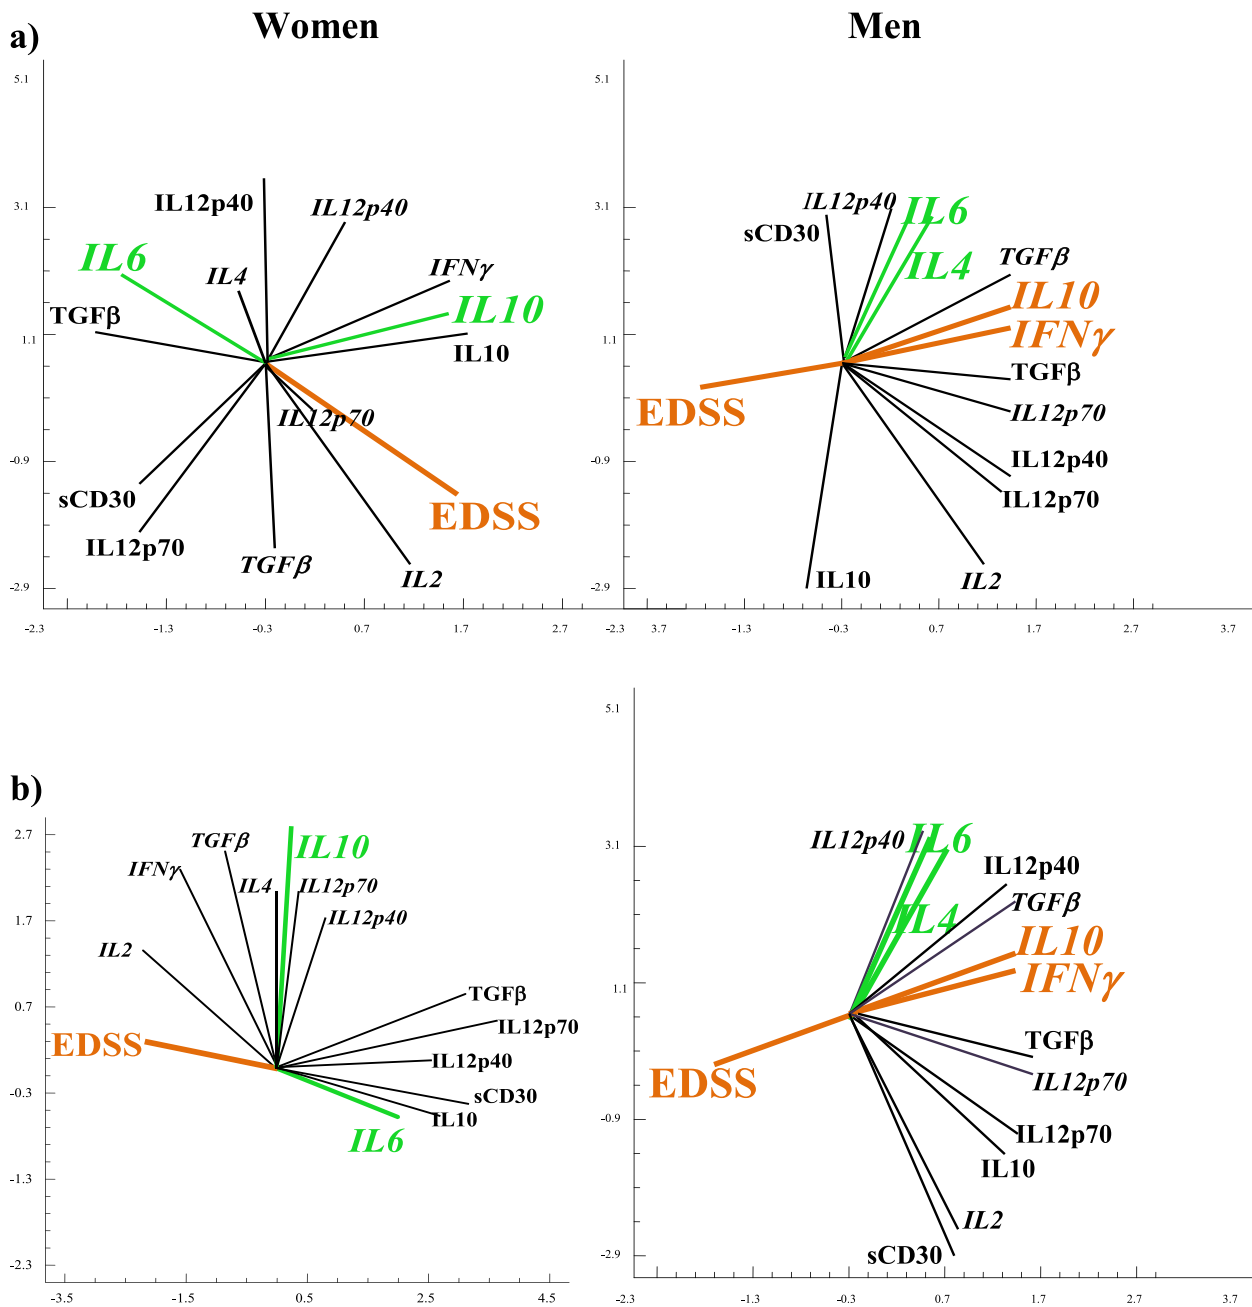 Women
Men
a)
5.1
3.1
1.1
-0.9
-2.9
-2.3
-1.3
-0.3
0.7
1.7
2.7
IL12p40
IL12p40
IL6
IL4
IFNγ
IL10
TGFβ
IL10
IL12p70
sCD30
EDSS
IL12p70
TGFβ
IL2
5.1
3.1
1.1
-0.9
-2.9
-2.3
3.7
-1.3
-0.3
0.7
1.7
2.7
3.7
IL12p40
IL6
sCD30
IL4
TGFβ
IL10
IFNγ
TGFβ
EDSS
IL12p70
IL12p40
IL12p70
IL10
IL2
b)
2.7
1.7
0.7
-0.3
-1.3
-2.3
-3.5
-1.5
0.5
2.5
4.5
TGFβ
IL10
IFNγ
IL4
IL12p70
IL12p40
IL2
TGFβ
IL12p70
EDSS
IL12p40
sCD30
IL10
IL6
5.1
3.1
1.1
-0.9
-2.9
-2.3
-1.3
-0.3
0.7
1.7
2.7
3.7
IL12p40
IL6
IL12p40
TGFβ
IL4
IL10
IFNγ
TGFβ
EDSS
IL12p70
IL12p70
IL10
IL2
sCD30